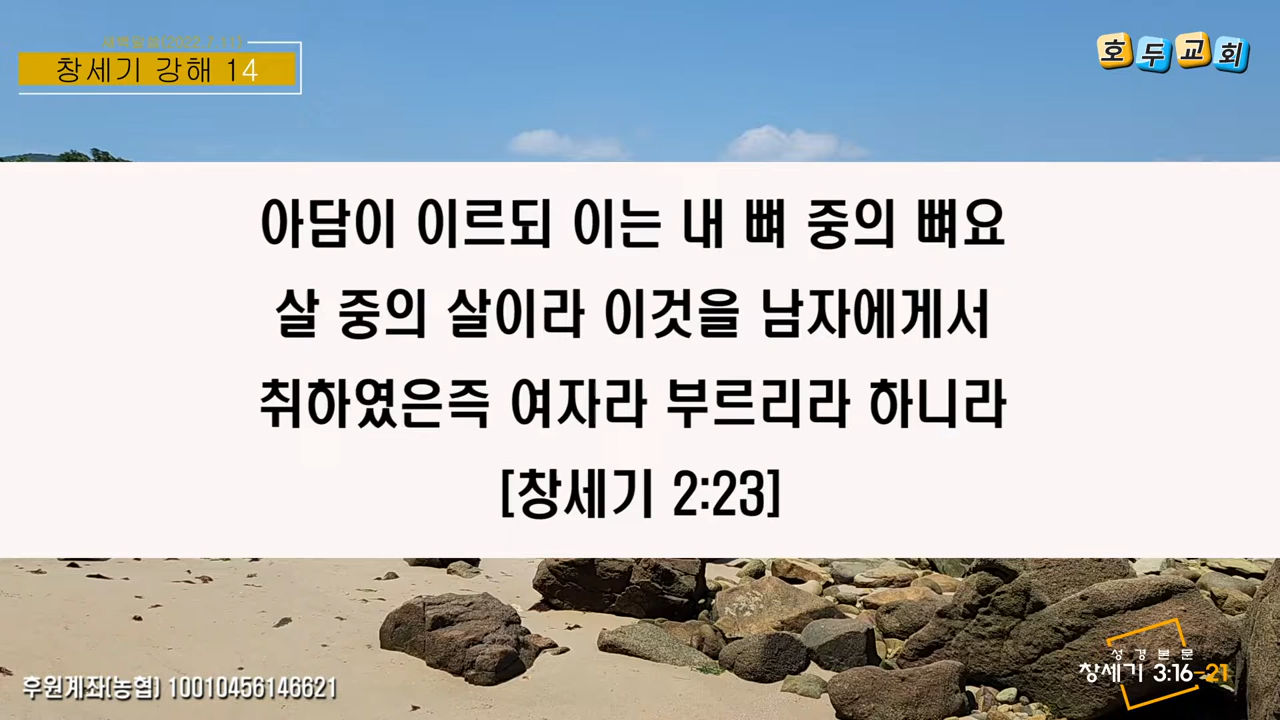 창세기 강해 14
호두교회
아담이 이르되 이는 내 뼈 중의 뼈요
살 중의 살이라 이것을 남자에게서
취하였은즉 여자라 부르리라 하니라
[창세기 2:23]
성경본문
창세기 3:16-21
후원계좌(농협) 10010456146621